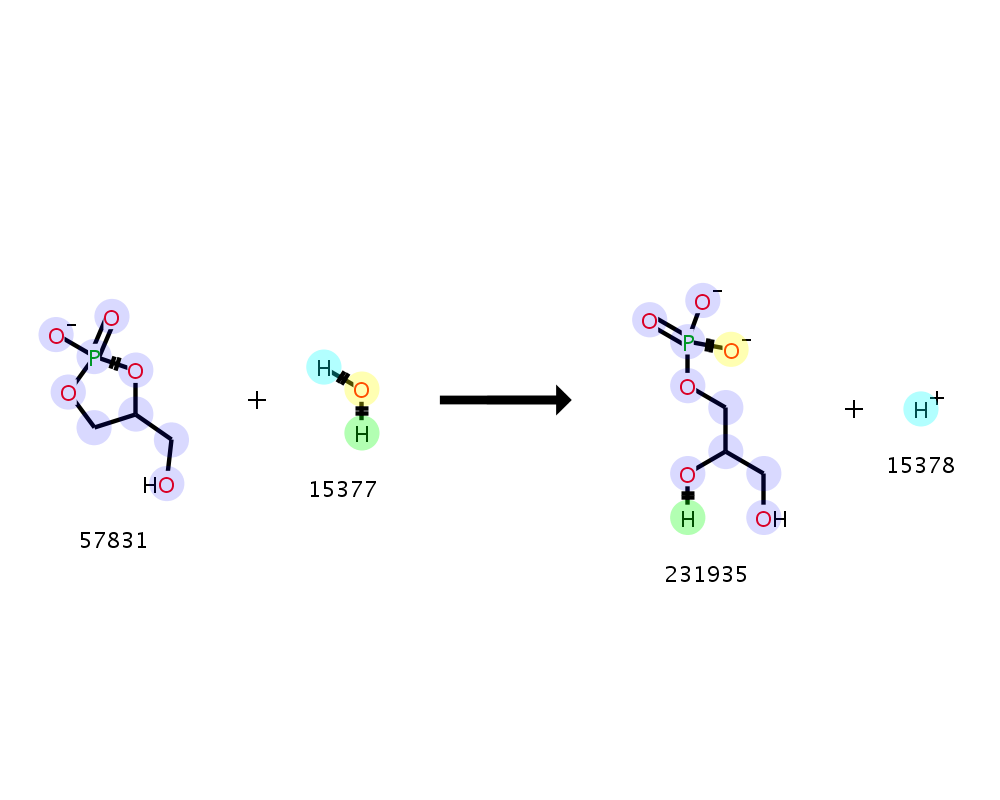 O⁻ O P O O HO
57831
+
H O H
15377
O O⁻ P O⁻ O O H OH
231935
+
H⁺
15378